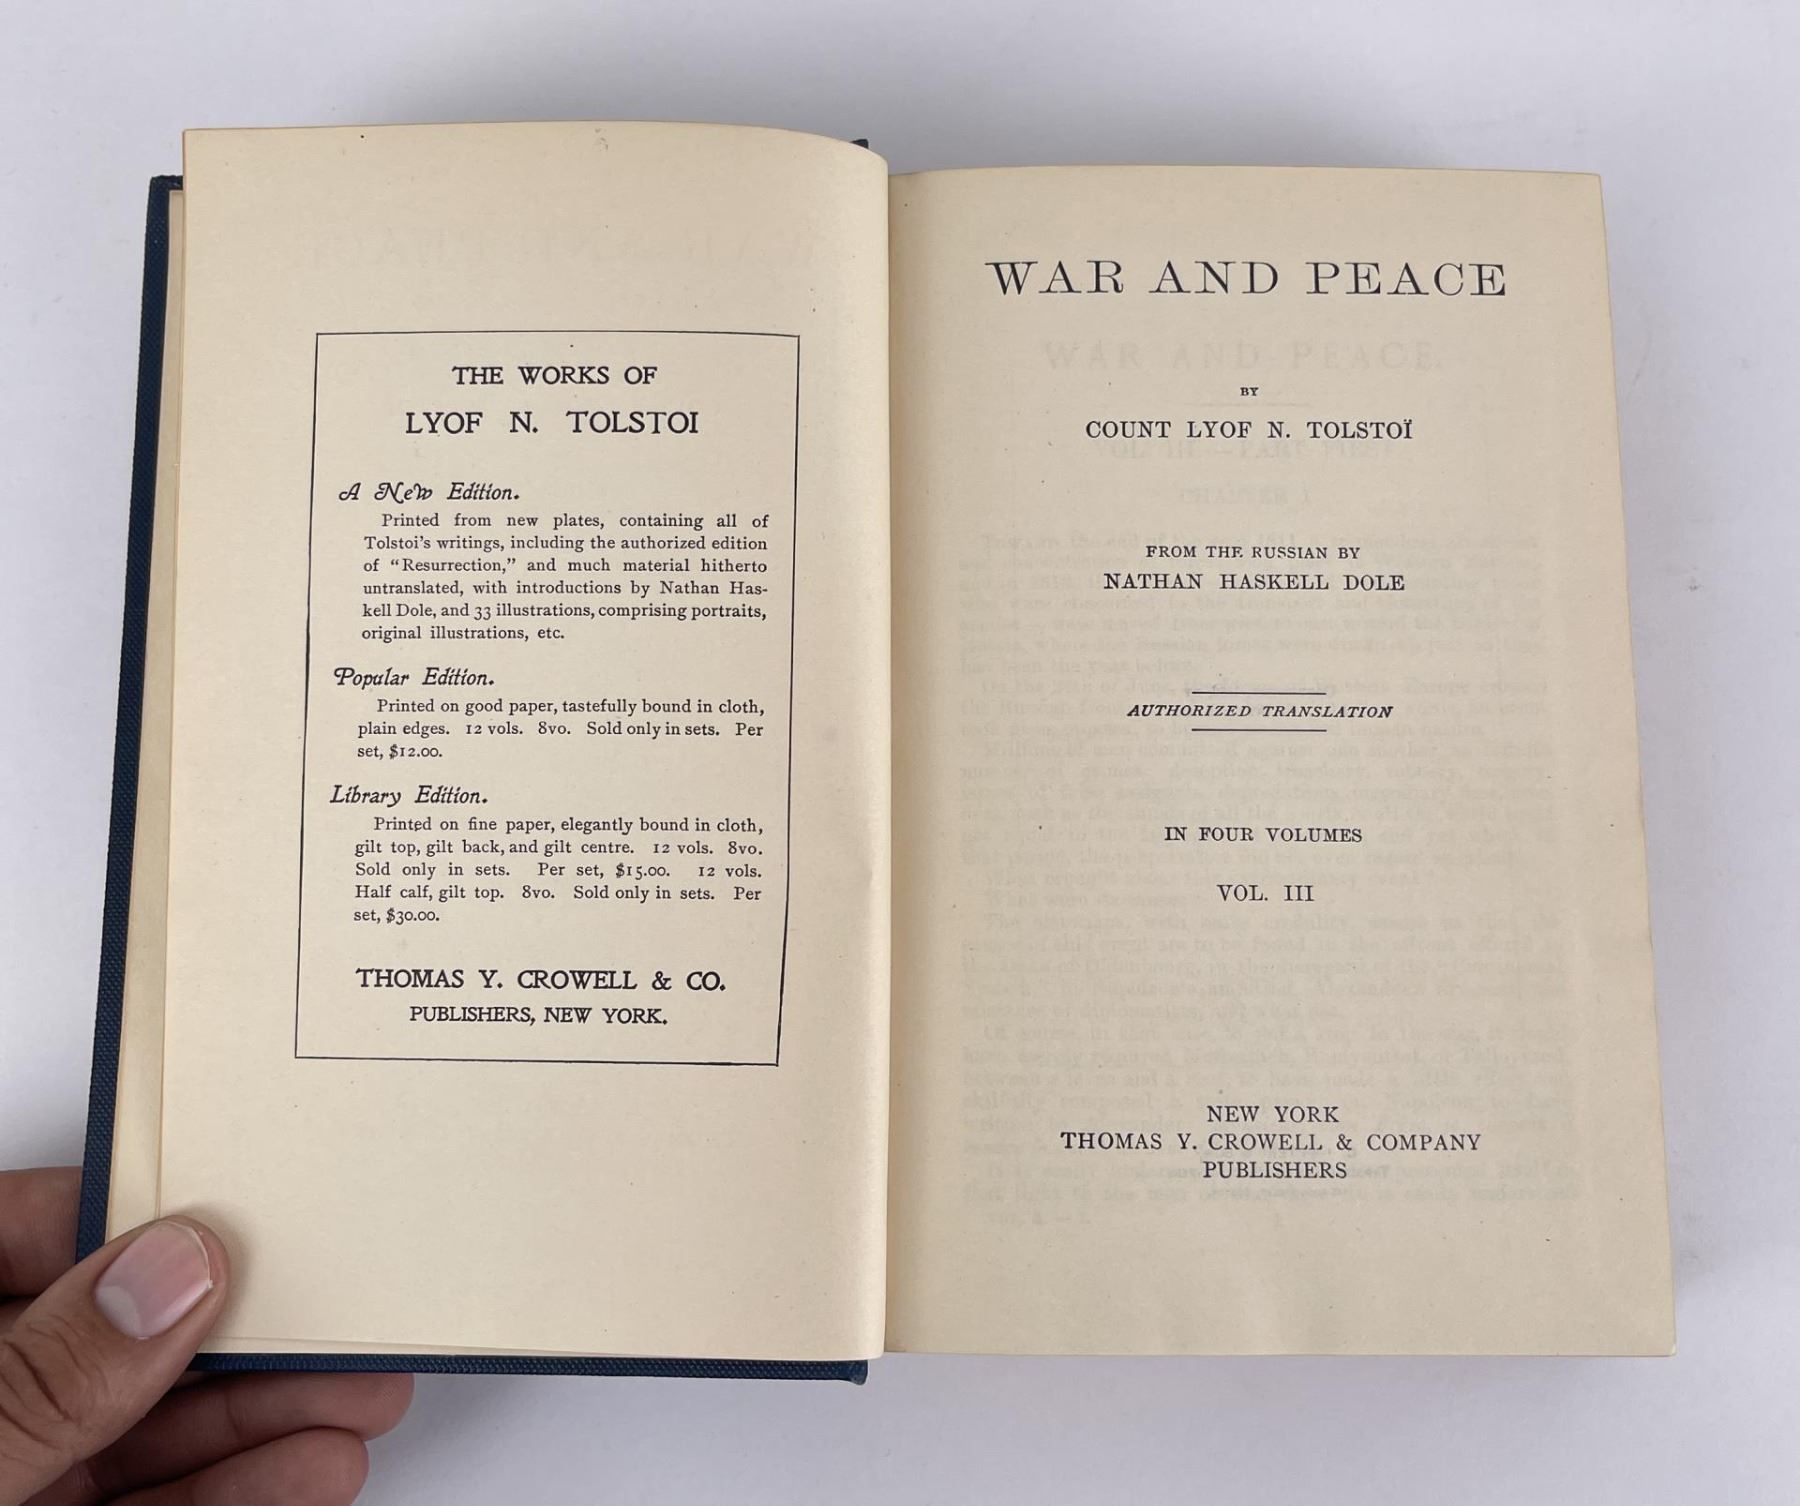 THE WORKS OF
LYOF N. TOLSTOI
A New Edition.
Printed from new plates, containing all of
Tolstoi's writings, including the authorized edition
of "Resurrection," and much material hitherto
untranslated, with introductions by Nathan Has-
kell Dole, and 33 illustrations, comprising portraits,
original illustrations, etc.
Popular Edition.
Printed on good paper, tastefully bound in cloth,
plain edges. 12 vols. 8vo. Sold only in sets. Per
set, $12.00.
Library Edition.
Printed on fine paper, elegantly bound in cloth,
gilt top, gilt back, and gilt centre. 12 vols. 8vo.
Sold only in sets. Per set, $15.00. 12 vols.
Half calf, gilt top. 8vo. Sold only in sets. Per
set, $30.00.
THOMAS Y. CROWELL & CO.
PUBLISHERS, NEW YORK.
WAR AND PEACE
BY
COUNT LYOF N. TOLSTOÏ
FROM THE RUSSIAN BY
NATHAN HASKELL DOLE
AUTHORIZED TRANSLATION
IN FOUR VOLUMES
VOL. III
NEW YORK
THOMAS Y. CROWELL & COMPANY
PUBLISHERS